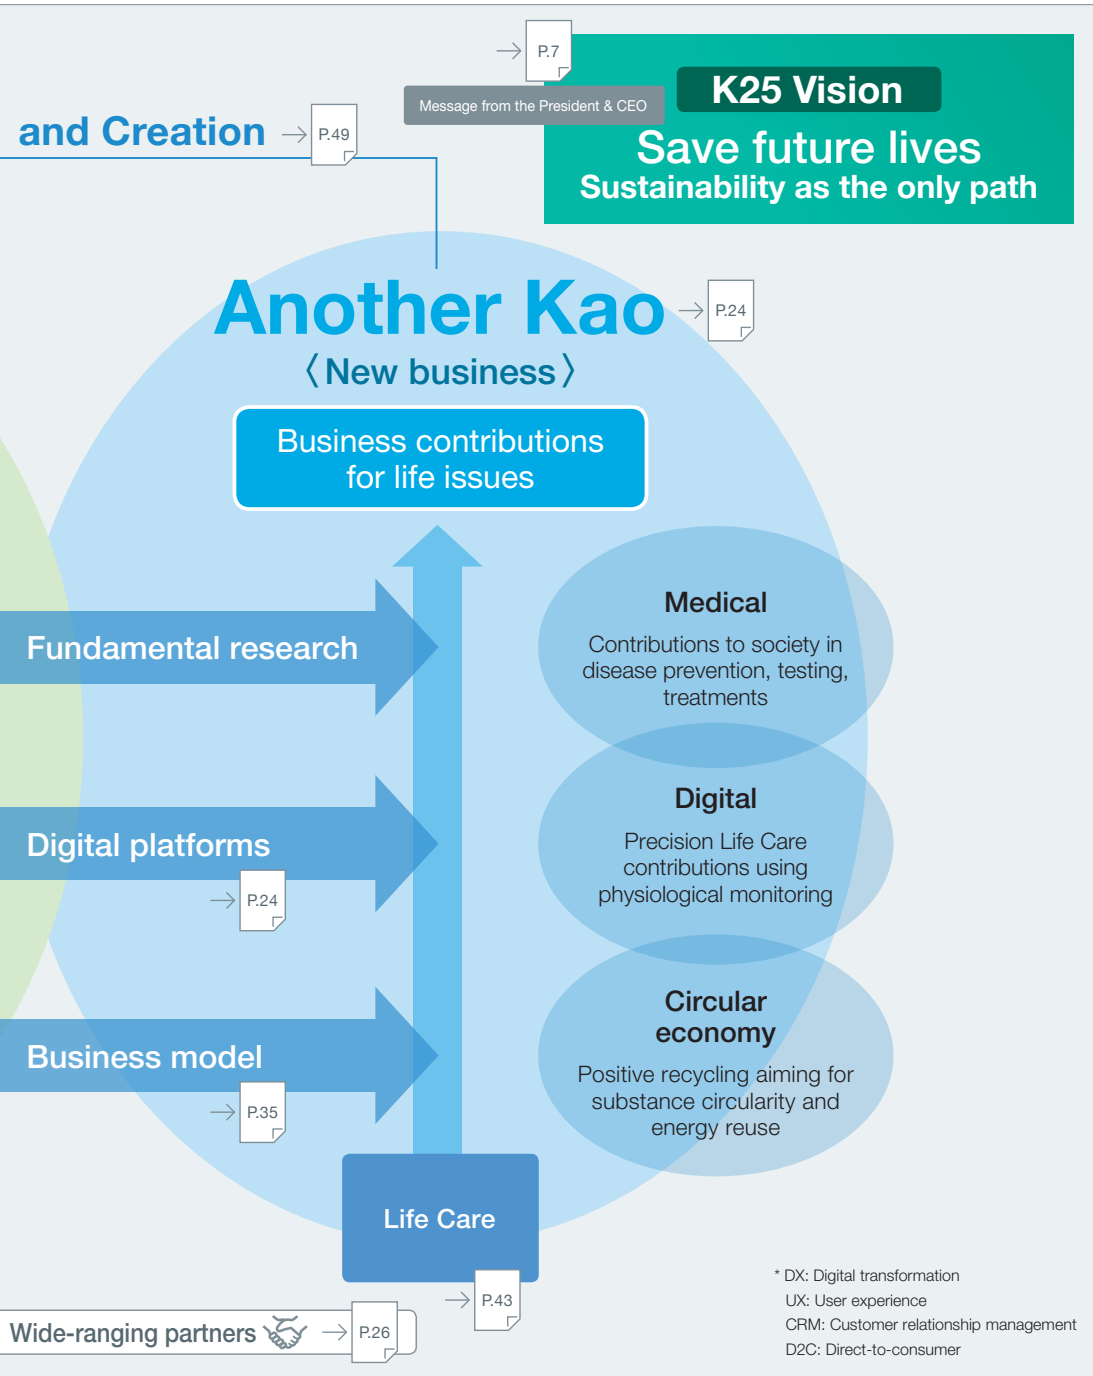 P.7
Message from the President & CEO
K25 Vision
Save future lives
Sustainability as the only path
and Creation
P.49
Another Kao
P.24
〈New business〉
Business contributions
for life issues
Fundamental research
Medical
Contributions to society in
disease prevention, testing,
treatments
Digital platforms
P.24
Digital
Precision Life Care
contributions using
physiological monitoring
Business model
P.35
Circular
economy
Positive recycling aiming for
substance circularity and
energy reuse
Life Care
P.43
Wide-ranging partners
P.26
* DX: Digital transformation
UX: User experience
CRM: Customer relationship management
D2C: Direct-to-consumer